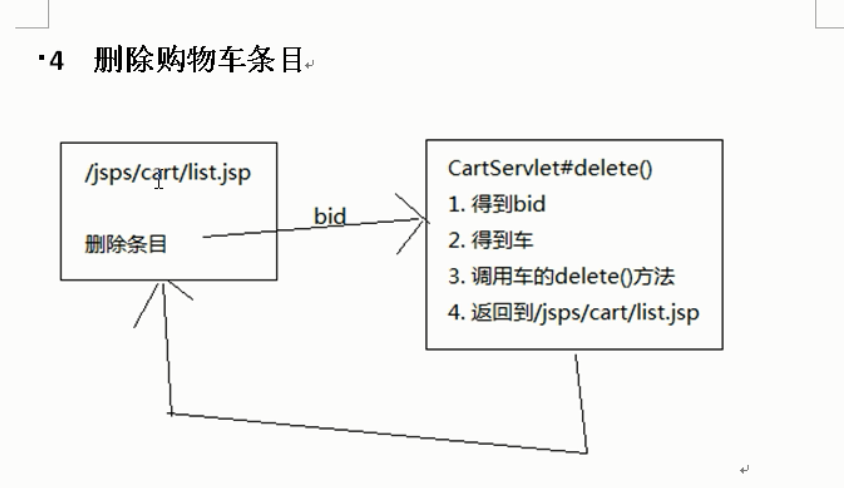 ·4 删除购物车条目
/jsps/cart/list.jsp
删除条目
bid
CartServlet#delete()
1. 得到bid
2. 得到车
3. 调用车的delete()方法
4. 返回到/jsps/cart/list.jsp